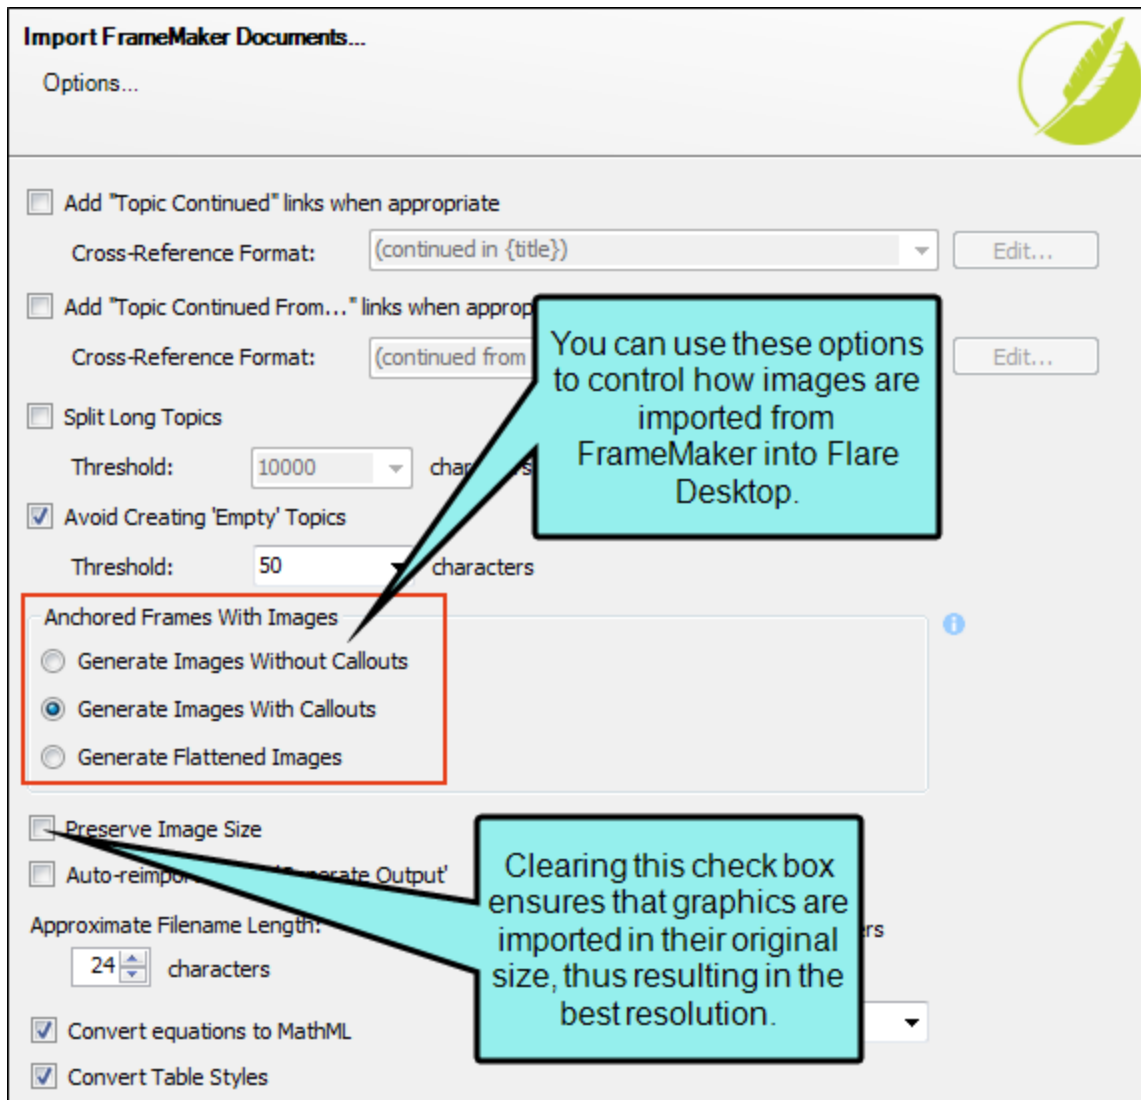 Import FrameMaker Documents...
Options...
Add "Topic Continued" links when appropriate
Cross-Reference Format:
(continued in {title})
Edit...
Add "Topic Continued From..." links when
Cross-Reference Format:
(continued from
Edit...
You can use these options
to control how images are
imported from
FrameMaker into Flare
Desktop.
Split Long Topics
Threshold:
10000
Avoid Creating 'Empty' Topics
Threshold:
50
characters
Anchored Frames With Images
Generate Images Without Callouts
Generate Images With Callouts
Generate Flattened Images
Preserve Image Size
Output'
Clearing this check box
ensures that graphics are
imported in their original
size, thus resulting in the
best resolution.
Approximate Filename Length:
24
characters
Convert equations to MathML
Convert Table Styles